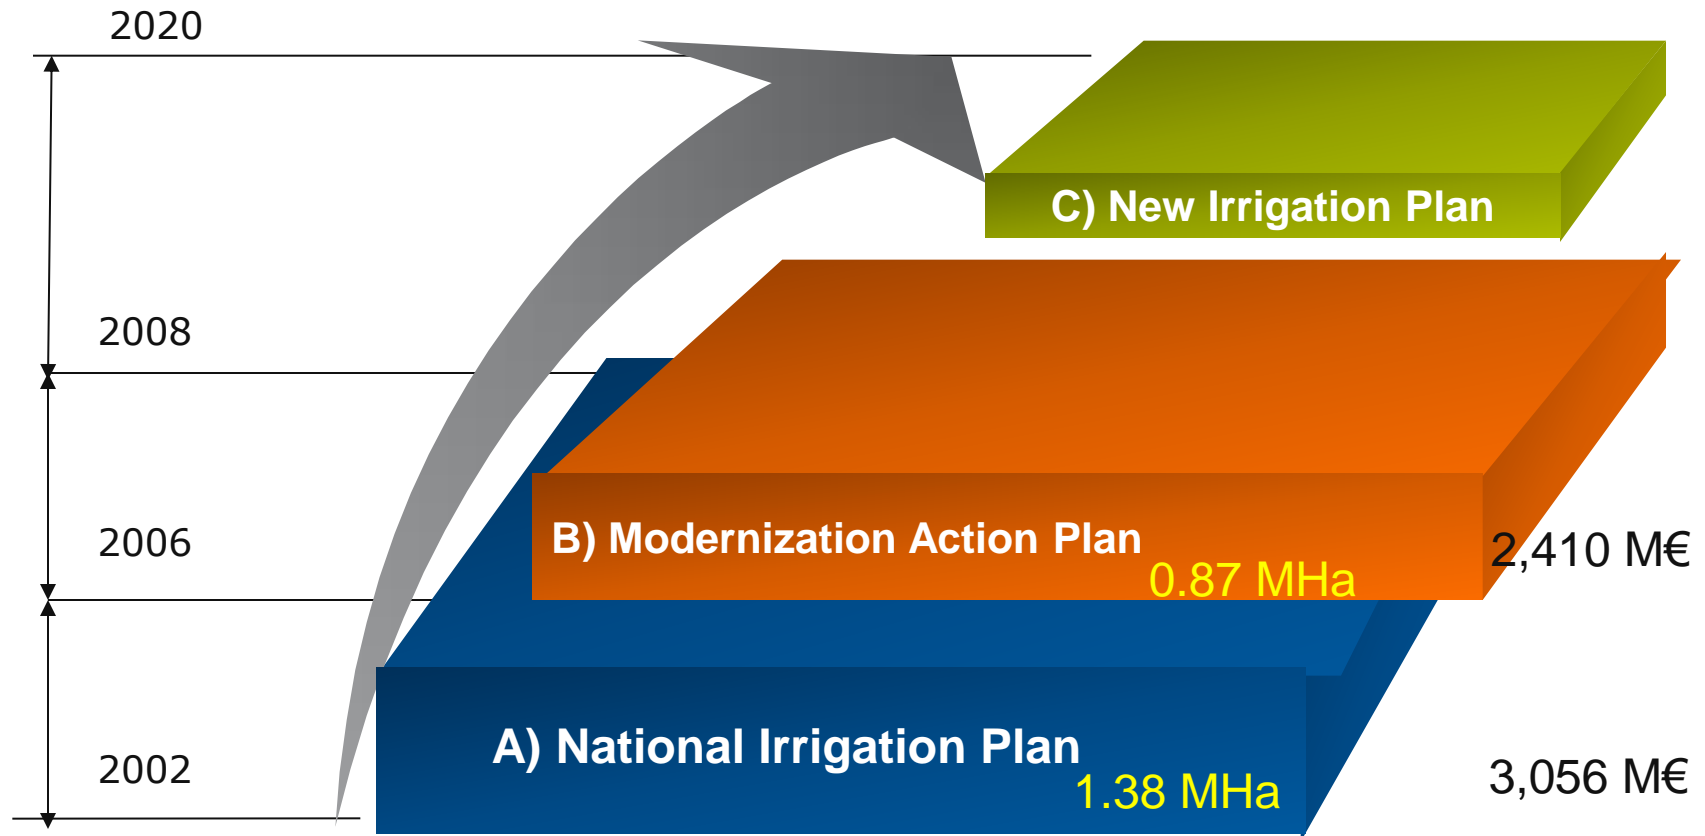 2020
C) New Irrigation Plan
2008
2006
B) Modernization Action Plan
0.87 MHa
2,410 M€
2002
A) National Irrigation Plan
1.38 MHa
3,056 M€